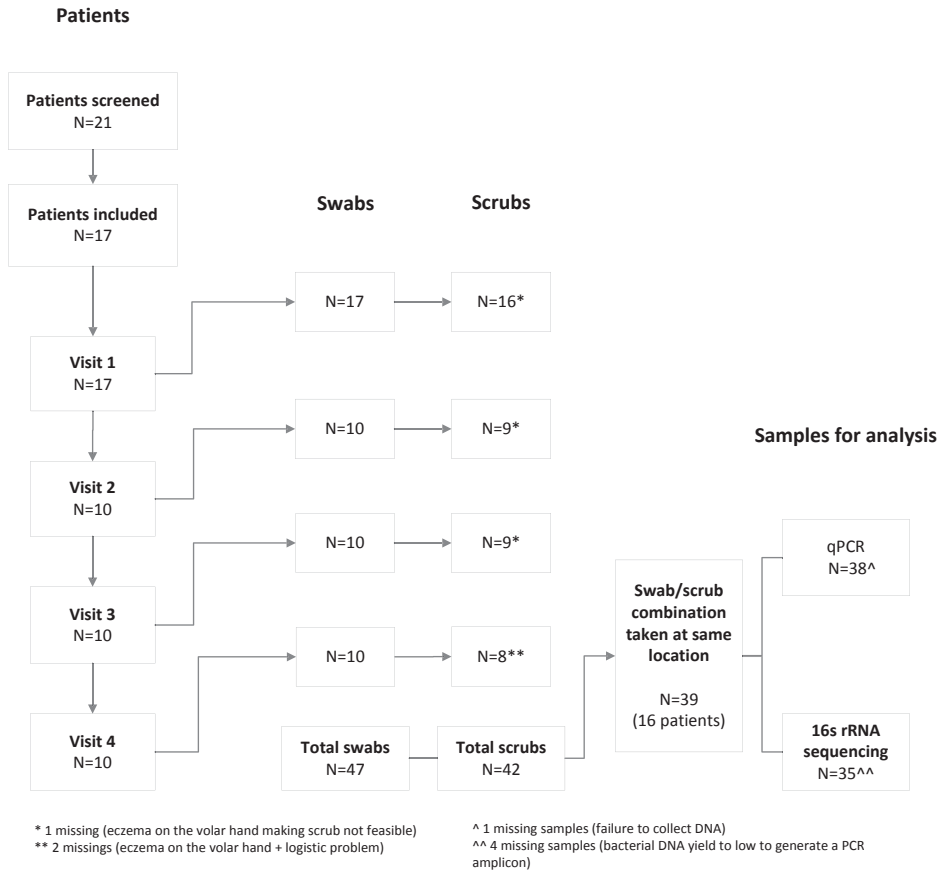 Patients
Patients screened
N=21
Patients included
N=17
Swabs
Scrubs
N=17
N=16*
Visit 1
N=17
N=10
N=9*
Samples for analysis
Visit 2
N=10
N=10
N=9*
qPCR
N=38^
Swab/scrub
combination
taken at same
location
N=39
(16 patients)
Visit 3
N=10
N=10
N=8**
Visit 4
N=10
Total swabs
N=47
Total scrubs
N=42
16s rRNA
sequencing
N=35^^
* 1 missing (eczema on the volar hand making scrub not feasible)
** 2 missings (eczema on the volar hand + logistic problem)
^ 1 missing samples (failure to collect DNA)
^^ 4 missing samples (bacterial DNA yield to low to generate a PCR
amplicon)